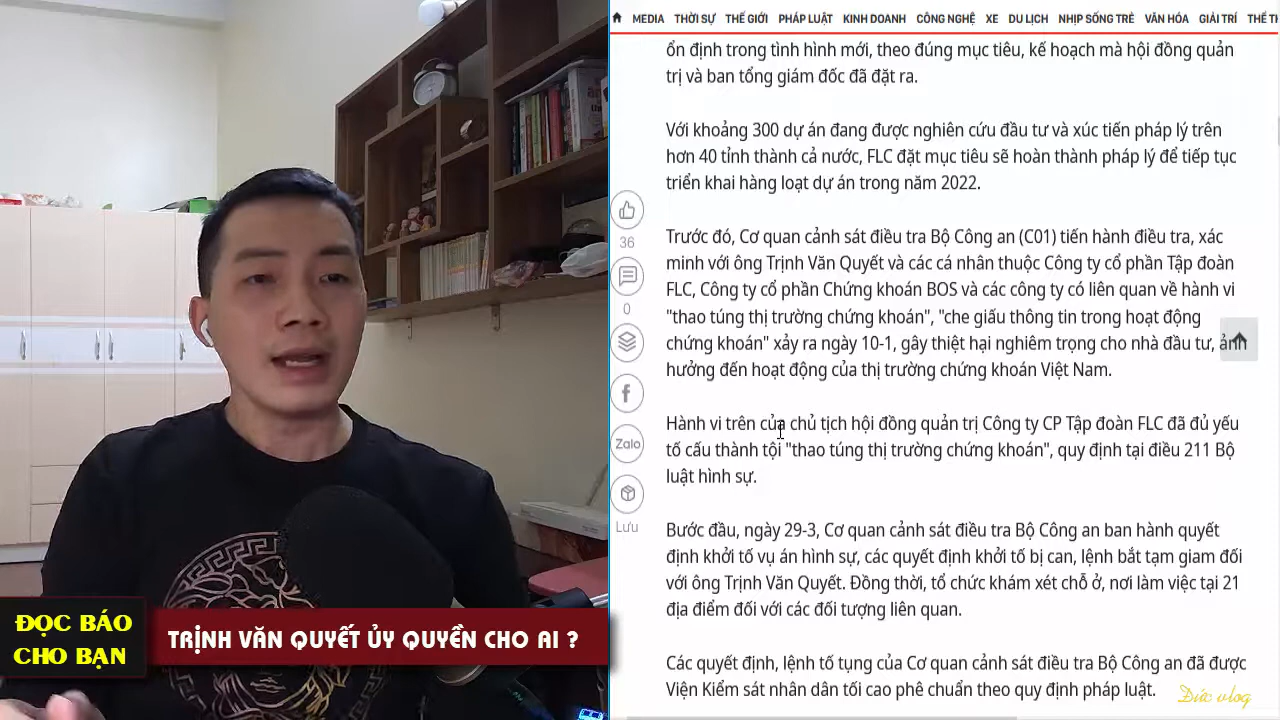 MEDIA THỜI SỰ THẾ GIỚI PHÁP LUẬT KINH DOANH CÔNG NGHỆ XE DU LỊCH NHỊP SỐNG TRẺ VĂN HÓA GIẢI TRÍ THỂ T
ổn định trong tình hình mới, theo đúng mục tiêu, kế hoạch mà hội đồng quản
trị và ban tổng giám đốc đã đặt ra.
Với khoảng 300 dự án đang được nghiên cứu đầu tư và xúc tiến pháp lý trên
hơn 40 tỉnh thành cả nước, FLC đặt mục tiêu sẽ hoàn thành pháp lý để tiếp tục
triển khai hàng loạt dự án trong năm 2022.
36
0
Zalo
Lưu
Trước đó, Cơ quan cảnh sát điều tra Bộ Công an (C01) tiến hành điều tra, xác
minh với ông Trịnh Văn Quyết và các cá nhân thuộc Công ty cổ phần Tập đoàn
FLC, Công ty cổ phần Chứng khoán BOS và các công ty có liên quan về hành vi
"thao túng thị trường chứng khoán", "che giấu thông tin trong hoạt động
chứng khoán" xảy ra ngày 10-1, gây thiệt hại nghiêm trọng cho nhà đầu tư, ảnh
hưởng đến hoạt động của thị trường chứng khoán Việt Nam.
Hành vi trên của chủ tịch hội đồng quản trị Công ty CP Tập đoàn FLC đã đủ yếu
tố cấu thành tội "thao túng thị trường chứng khoán", quy định tại điều 211 Bộ
luật hình sự.
Bước đầu, ngày 29-3, Cơ quan cảnh sát điều tra Bộ Công an ban hành quyết
định khởi tố vụ án hình sự, các quyết định khởi tố bị can, lệnh bắt tạm giam đối
với ông Trịnh Văn Quyết. Đồng thời, tổ chức khám xét chỗ ở, nơi làm việc tại 21
địa điểm đối với các đối tượng liên quan.
Các quyết định, lệnh tố tụng của Cơ quan cảnh sát điều tra Bộ Công an đã được
Viện Kiểm sát nhân dân tối cao phê chuẩn theo quy định pháp luật.
ĐỌC BÁO
CHO BẠN
TRỊNH VĂN QUYẾT ỦY QUYỀN CHO AI ?
Đức vlog